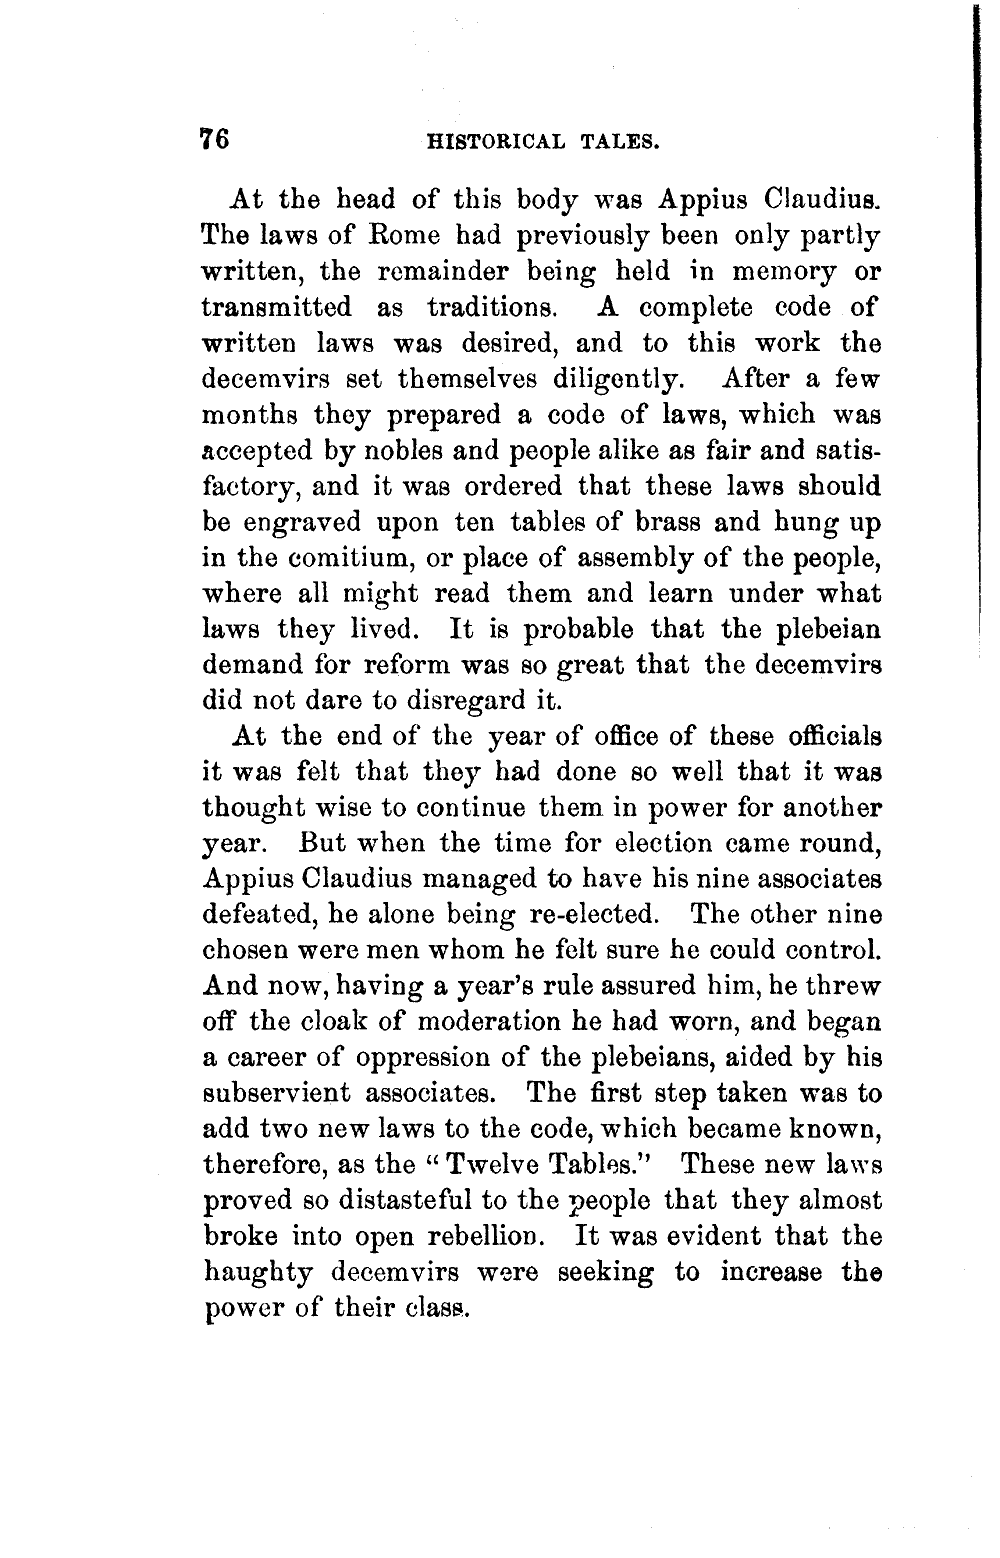 76 HISTORICAL TALES.
At the head of this body was Appius Claudius.
The laws of Rome had previously been only partly
written, the remainder being held in memory or
transmitted as traditions. A complete code of
written laws was desired, and to this work the
decemvirs set themselves diligently. After a few
months they prepared a code of laws, which was
accepted by nobles and people alike as fair and satis-
factory, and it was ordered that these laws should
be engraved upon ten tables of brass and hung up
in the comitium, or place of assembly of the people,
where all might read them and learn under what
laws they lived. It is probable that the plebeian
demand for reform was so great that the decemvirs
did not dare to disregard it.
At the end of the year of office of these officials
it was felt that they had done so well that it was
thought wise to continue them in power for another
year. But when the time for election came round,
Appius Claudius managed to have his nine associates
defeated, he alone being re-elected. The other nine
chosen were men whom he felt sure he could control.
And now, having a year's rule assured him, he threw
off the cloak of moderation he had worn, and began
a career of oppression of the plebeians, aided by his
subservient associates. The first step taken was to
add two new laws to the code, which became known,
therefore, as the “Twelve Tables.” These new laws
proved so distasteful to the people that they almost
broke into open rebellion. It was evident that the
haughty decemvirs were seeking to increase the
power of their class.